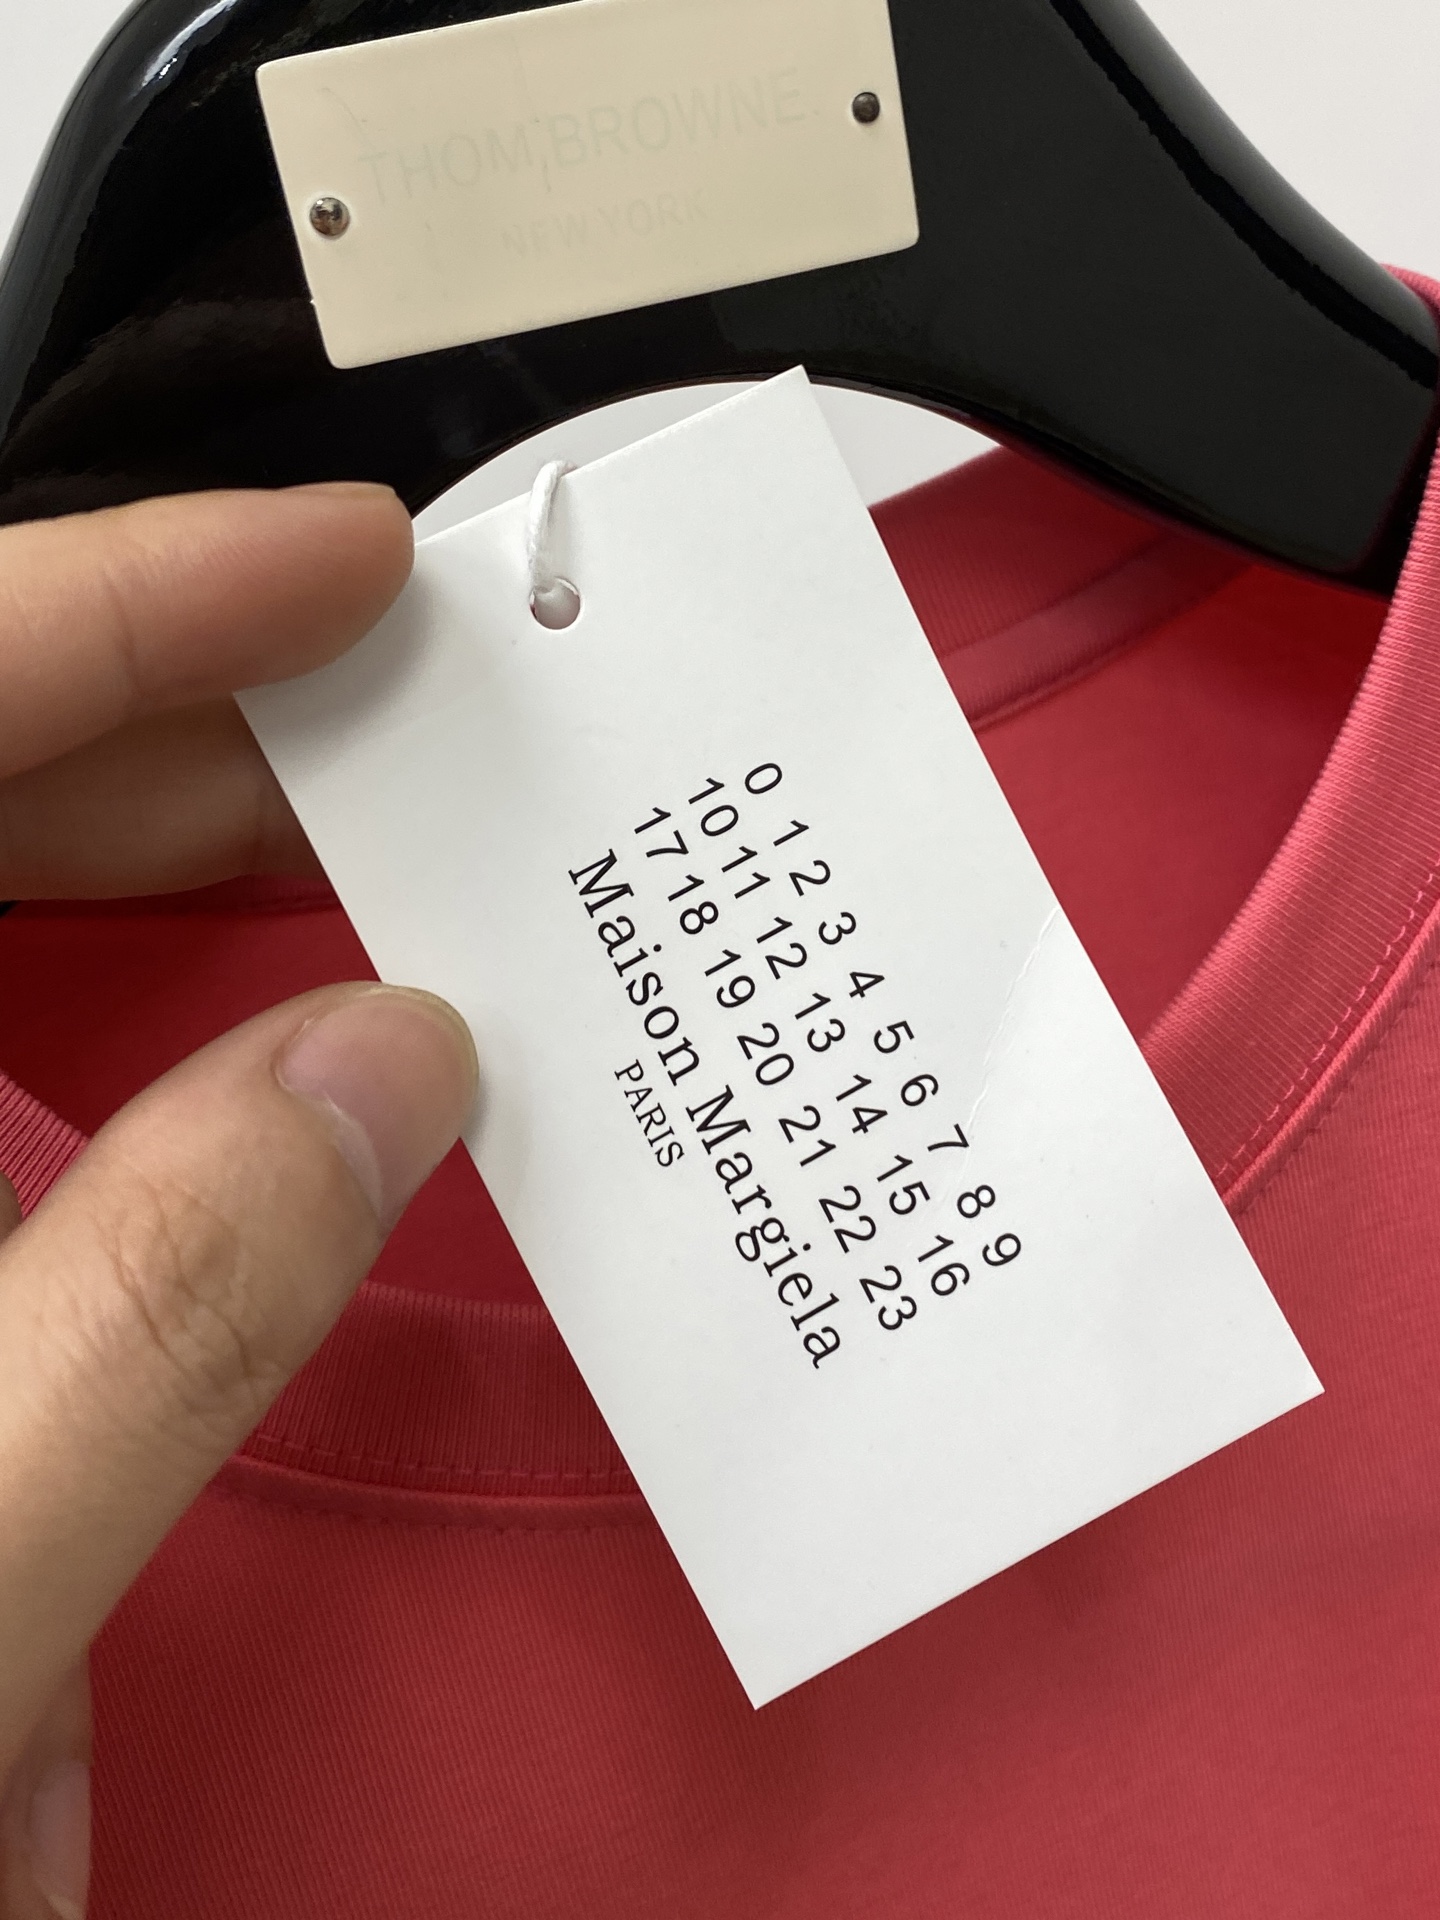 THOM BROWNE.
NEW YORK
0 1 2 3 4 5 6 7 8 9
10 11 12 13 14 15 16
17 18 19 20 21 22 23
Maison Margiela
PARIS